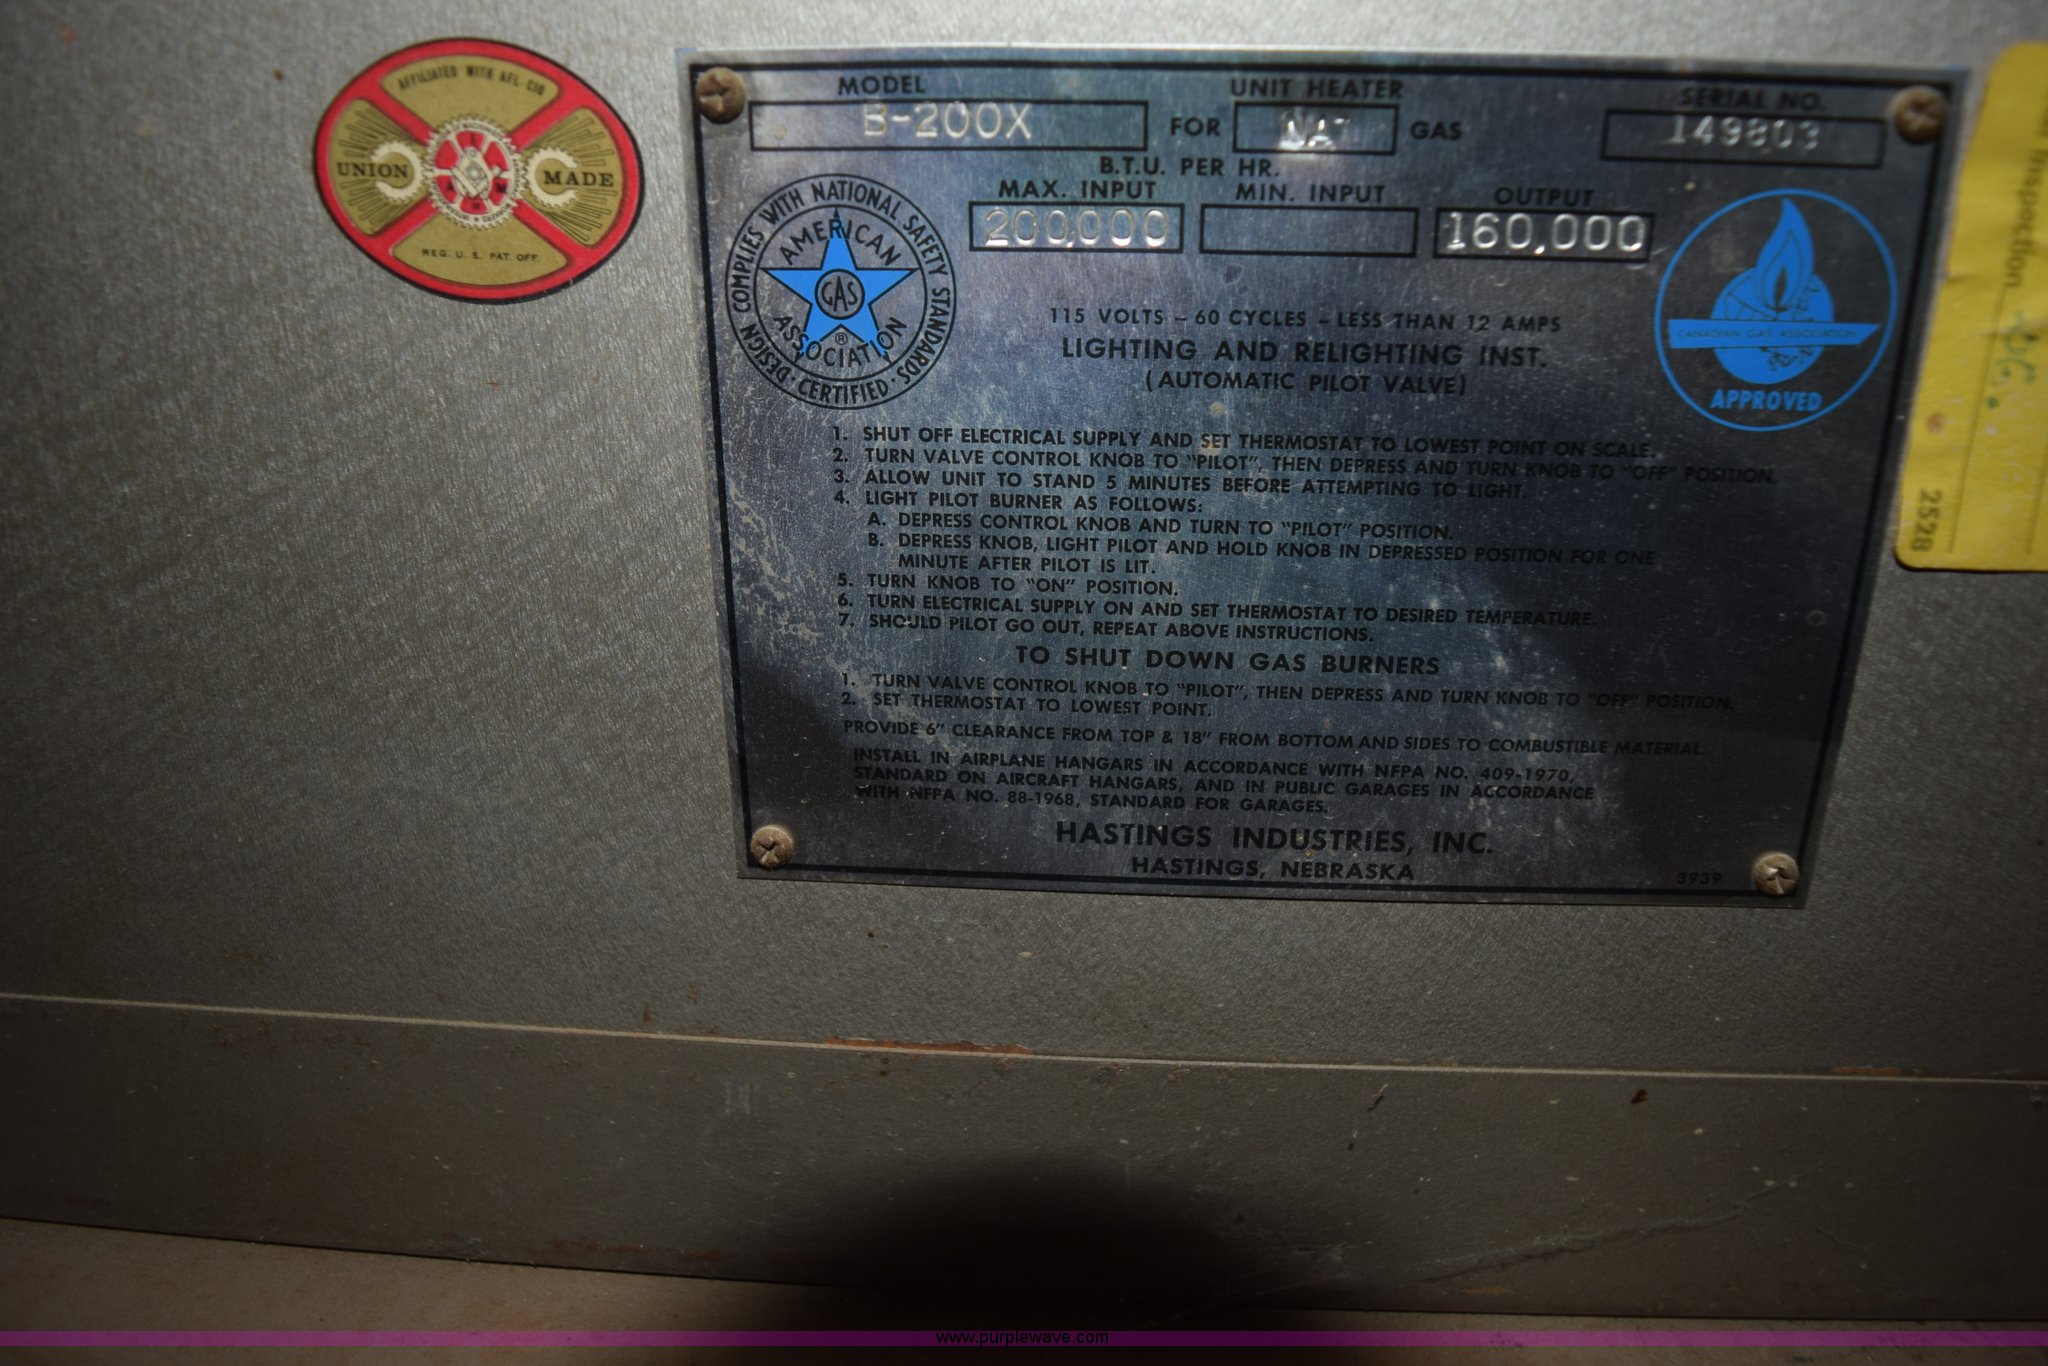 AFFILIATED WITH AFL-CIO
UNION MADE
REG. U. S. PAT. OFF.
MODEL UNIT HEATER SERIAL NO.
B-200X FOR NAT GAS 149803
B.T.U. PER HR.
MAX. INPUT MIN. INPUT OUTPUT
200,000 160,000
DESIGN COMPLIES WITH NATIONAL SAFETY STANDARDS
· CERTIFIED ·
AMERICAN
GAS
ASSOCIATION
®
CANADIAN GAS ASSOCIATION
APPROVED
115 VOLTS – 60 CYCLES – LESS THAN 12 AMPS
LIGHTING AND RELIGHTING INST.
(AUTOMATIC PILOT VALVE)
1. SHUT OFF ELECTRICAL SUPPLY AND SET THERMOSTAT TO LOWEST POINT ON SCALE.
2. TURN VALVE CONTROL KNOB TO "PILOT", THEN DEPRESS AND TURN KNOB TO "OFF" POSITION.
3. ALLOW UNIT TO STAND 5 MINUTES BEFORE ATTEMPTING TO LIGHT.
4. LIGHT PILOT BURNER AS FOLLOWS:
A. DEPRESS CONTROL KNOB AND TURN TO "PILOT" POSITION.
B. DEPRESS KNOB, LIGHT PILOT AND HOLD KNOB IN DEPRESSED POSITION FOR ONE
MINUTE AFTER PILOT IS LIT.
5. TURN KNOB TO "ON" POSITION.
6. TURN ELECTRICAL SUPPLY ON AND SET THERMOSTAT TO DESIRED TEMPERATURE.
7. SHOULD PILOT GO OUT, REPEAT ABOVE INSTRUCTIONS.
TO SHUT DOWN GAS BURNERS
1. TURN VALVE CONTROL KNOB TO "PILOT", THEN DEPRESS AND TURN KNOB TO "OFF" POSITION.
2. SET THERMOSTAT TO LOWEST POINT.
PROVIDE 6" CLEARANCE FROM TOP & 18" FROM BOTTOM AND SIDES TO COMBUSTIBLE MATERIAL.
INSTALL IN AIRPLANE HANGARS IN ACCORDANCE WITH NFPA NO. 409-1970,
STANDARD ON AIRCRAFT HANGARS, AND IN PUBLIC GARAGES IN ACCORDANCE
WITH NFPA NO. 88-1968, STANDARD FOR GARAGES.
HASTINGS INDUSTRIES, INC.
HASTINGS, NEBRASKA
3939
Inspection
2528
www.purplewave.com